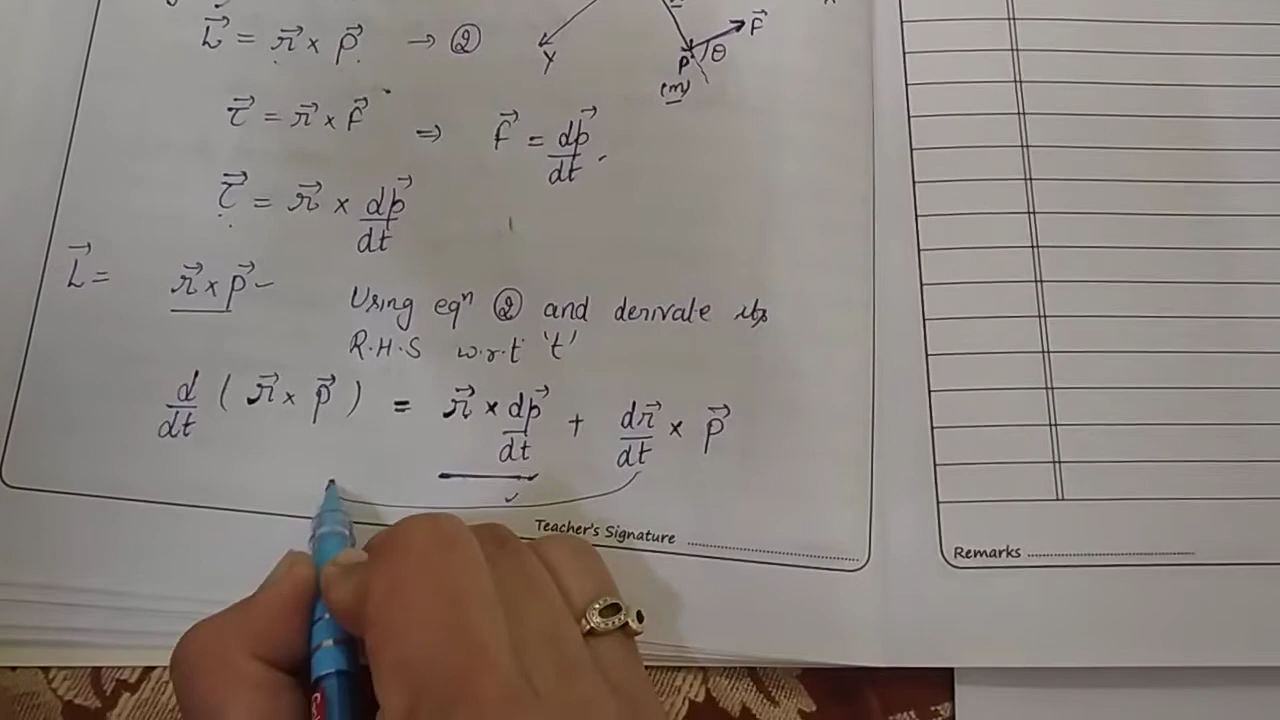 L⃗ = r⃗ × p⃗ → ②
Y
F⃗
P
θ
(m)
τ⃗ = r⃗ × F⃗ ⇒ F⃗ = dp⃗/dt .
τ⃗ = r⃗ × dp⃗/dt
L⃗ = r⃗ × p⃗ –
Using eqⁿ ② and derivate its
R.H.S w.r.t 't'
d/dt ( r⃗ × p⃗ ) = r⃗ × dp⃗/dt + dr⃗/dt × p⃗
Teacher's Signature
Remarks